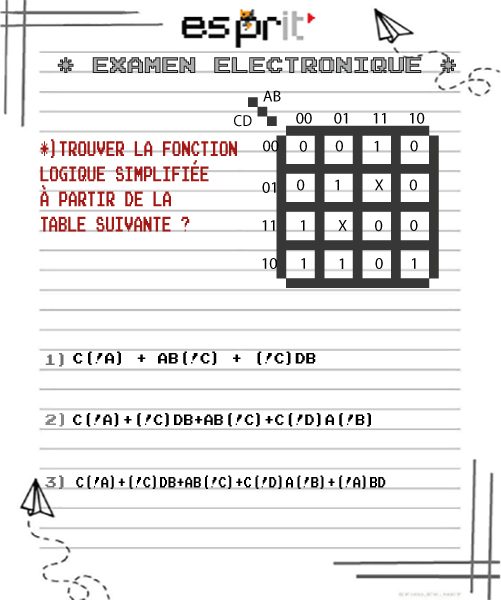 esprit
* EXAMEN ELECTRONIQUE *
AB
CD 00 01 11 10
*)TROUVER LA FONCTION
LOGIQUE SIMPLIFIÉE
À PARTIR DE LA
TABLE SUIVANTE ?
00 0 0 1 0
01 0 1 X 0
11 1 X 0 0
10 1 1 0 1
1) C(!A) + AB(!C) + (!C)DB
2) C(!A)+(!C)DB+AB(!C)+C(!D)A(!B)
3) C(!A)+(!C)DB+AB(!C)+C(!D)A(!B)+(!A)BD